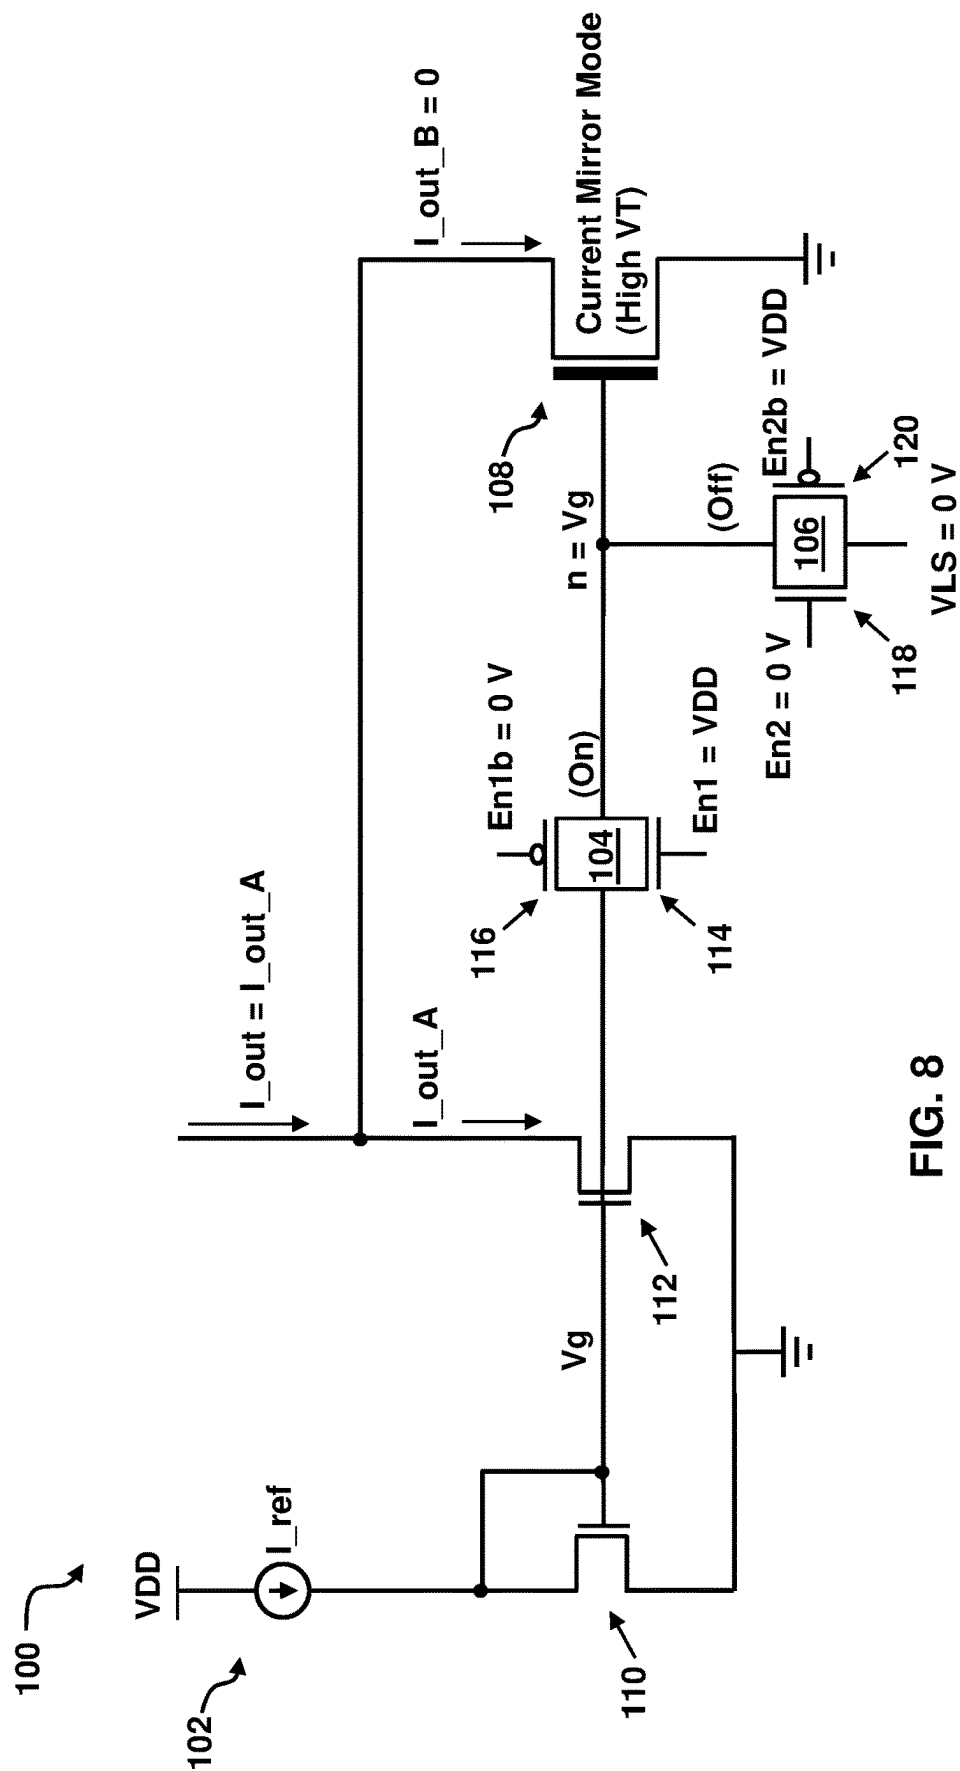 100
102
VDD
I_ref
110
Vg
112
I_out = I_out_A
I_out_A
116
114
104
En1b = 0 V
(On)
En1 = VDD
n = Vg
108
I_out_B = 0
Current Mirror Mode
(High VT)
(Off)
106
En2 = 0 V
118
En2b = VDD
120
VLS = 0 V
FIG. 8